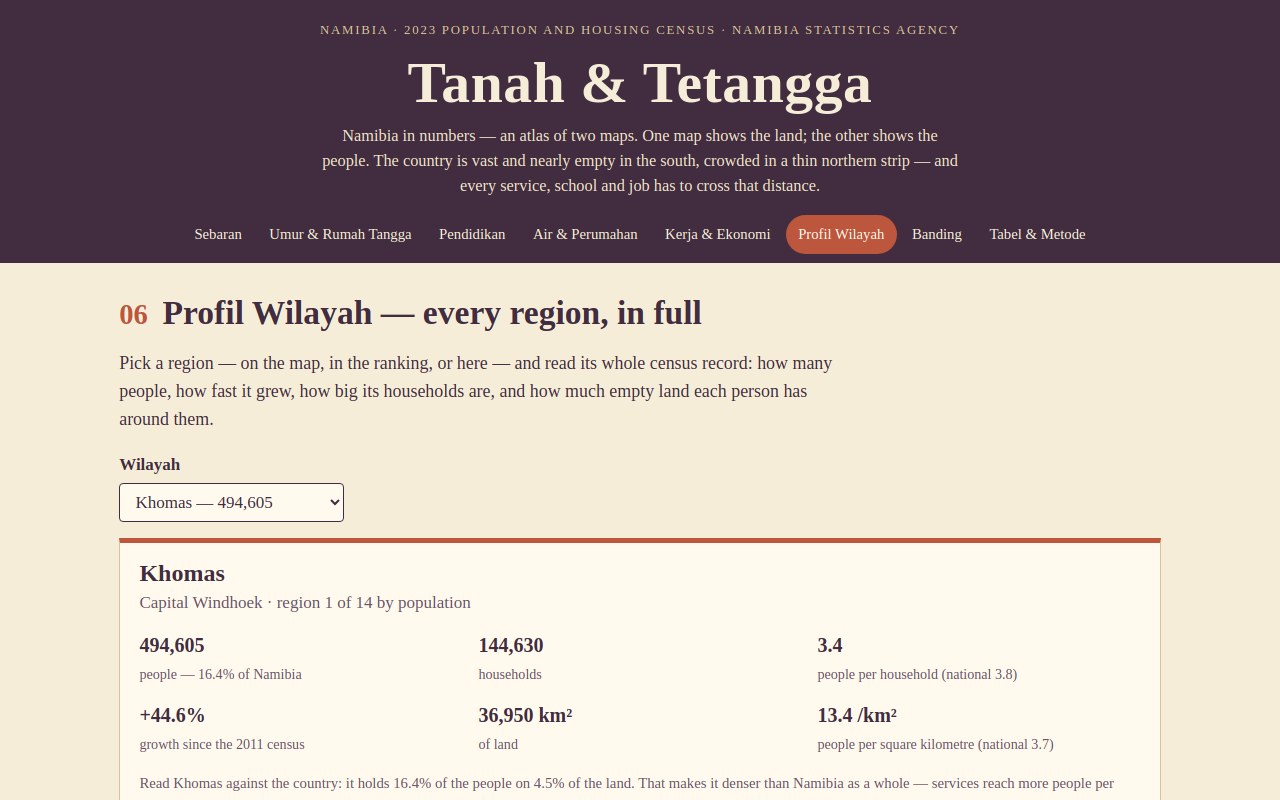 NAMIBIA · 2023 POPULATION AND HOUSING CENSUS · NAMIBIA STATISTICS AGENCY
Tanah & Tetangga
Namibia in numbers — an atlas of two maps. One map shows the land; the other shows the
people. The country is vast and nearly empty in the south, crowded in a thin northern strip — and
every service, school and job has to cross that distance.
Sebaran Umur & Rumah Tangga Pendidikan Air & Perumahan Kerja & Ekonomi Profil Wilayah Banding Tabel & Metode
06 Profil Wilayah — every region, in full
Pick a region — on the map, in the ranking, or here — and read its whole census record: how many
people, how fast it grew, how big its households are, and how much empty land each person has
around them.
Wilayah
Khomas — 494,605
Khomas
Capital Windhoek · region 1 of 14 by population
494,605 144,630 3.4
people — 16.4% of Namibia households people per household (national 3.8)
+44.6% 36,950 km² 13.4 /km²
growth since the 2011 census of land people per square kilometre (national 3.7)
Read Khomas against the country: it holds 16.4% of the people on 4.5% of the land. That makes it denser than Namibia as a whole — services reach more people per